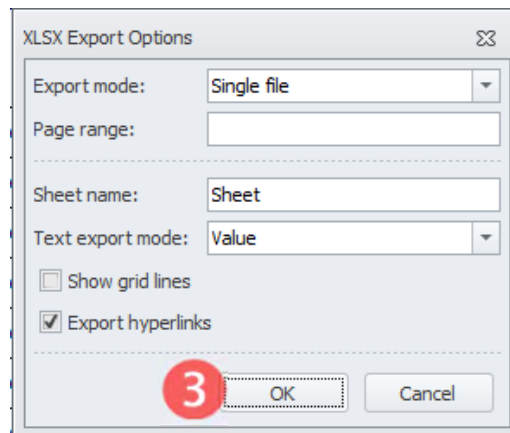 XLSX Export Options
Export mode: Single file
Page range:
Sheet name: Sheet
Text export mode: Value
Show grid lines
Export hyperlinks
3 OK Cancel